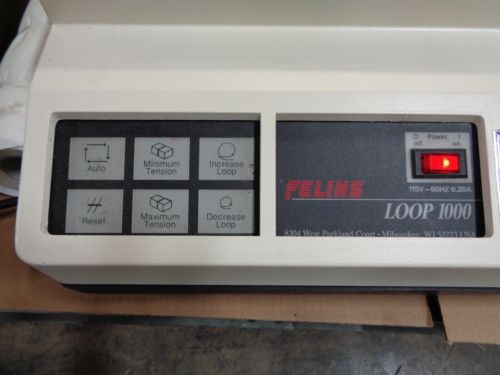 Auto
Minimum
Tension
Increase
Loop
Reset
Maximum
Tension
Decrease
Loop
O Power I
off on
115V~60HZ 6.25A
FELINS
LOOP 1000
8304 West Parkland Court • Milwaukee, WI 53223 USA